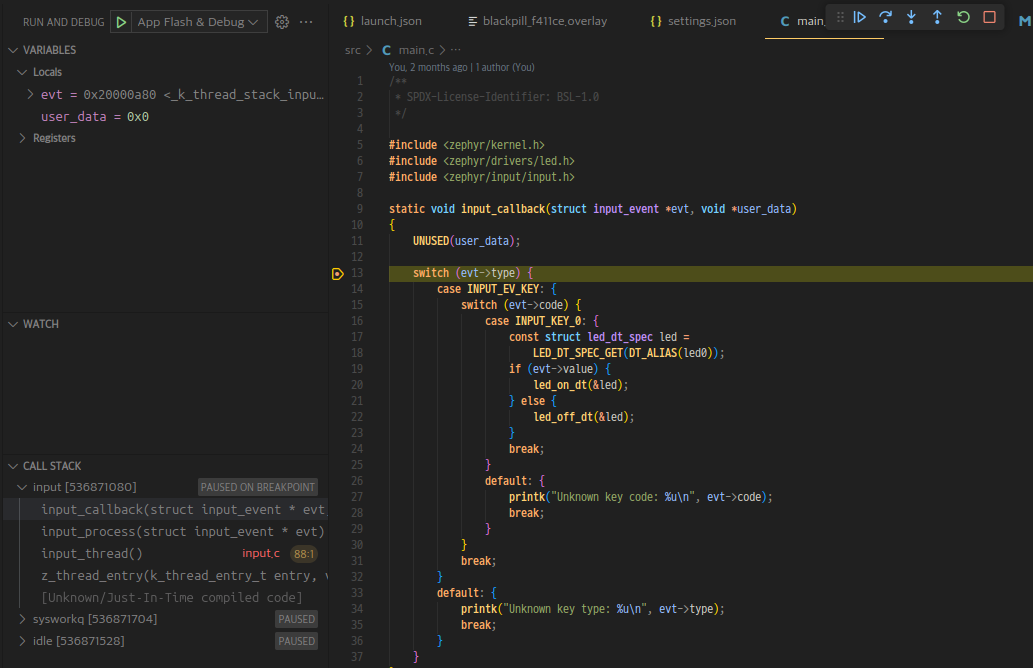 RUN AND DEBUG App Flash & Debug
VARIABLES
Locals
evt = 0x20000a80 <_k_thread_stack_inpu…
user_data = 0x0
Registers
WATCH
CALL STACK
input [536871080] PAUSED ON BREAKPOINT
input_callback(struct input_event * evt,
input_process(struct input_event * evt)
input_thread() input.c 88:1
z_thread_entry(k_thread_entry_t entry, v
[Unknown/Just-In-Time compiled code]
sysworkq [536871704] PAUSED
idle [536871528] PAUSED
{} launch.json
blackpill_f411ce.overlay
{} settings.json
C main.
M
src > C main.c > ...
You, 2 months ago | 1 author (You)
1 /**
2 * SPDX-License-Identifier: BSL-1.0
3 */
4
5 #include <zephyr/kernel.h>
6 #include <zephyr/drivers/led.h>
7 #include <zephyr/input/input.h>
8
9 static void input_callback(struct input_event *evt, void *user_data)
10 {
11 UNUSED(user_data);
12
13 switch (evt->type) {
14 case INPUT_EV_KEY: {
15 switch (evt->code) {
16 case INPUT_KEY_0: {
17 const struct led_dt_spec led =
18 LED_DT_SPEC_GET(DT_ALIAS(led0));
19 if (evt->value) {
20 led_on_dt(&led);
21 } else {
22 led_off_dt(&led);
23 }
24 break;
25 }
26 default: {
27 printk("Unknown key code: %u\n", evt->code);
28 break;
29 }
30 }
31 break;
32 }
33 default: {
34 printk("Unknown key type: %u\n", evt->type);
35 break;
36 }
37 }